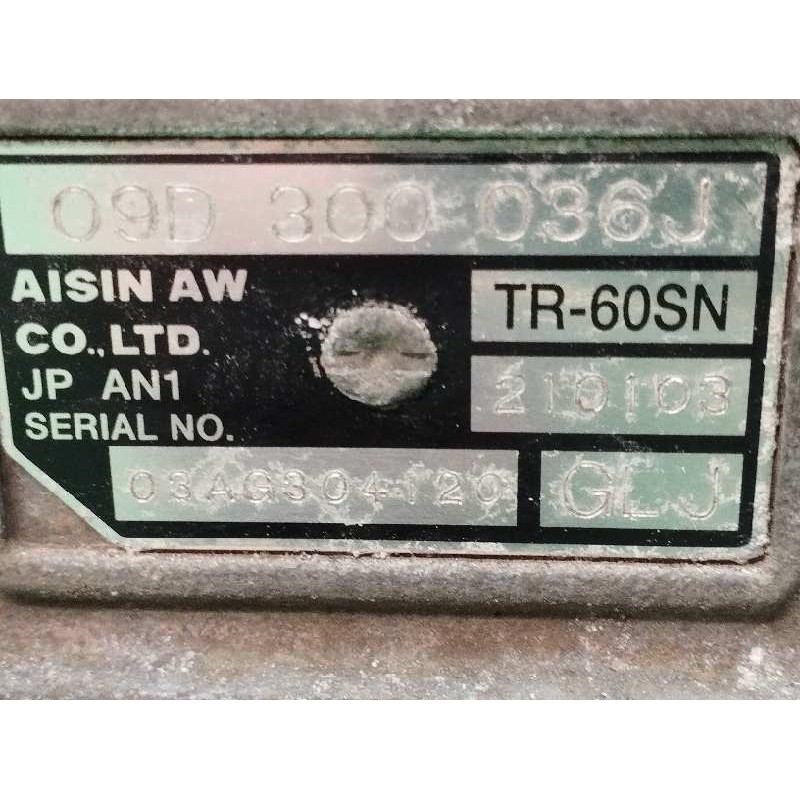 09D 300 036J
AISIN AW
CO.,LTD.
JP AN1
SERIAL NO.
TR-60SN
210103
03AG304120
GLJ